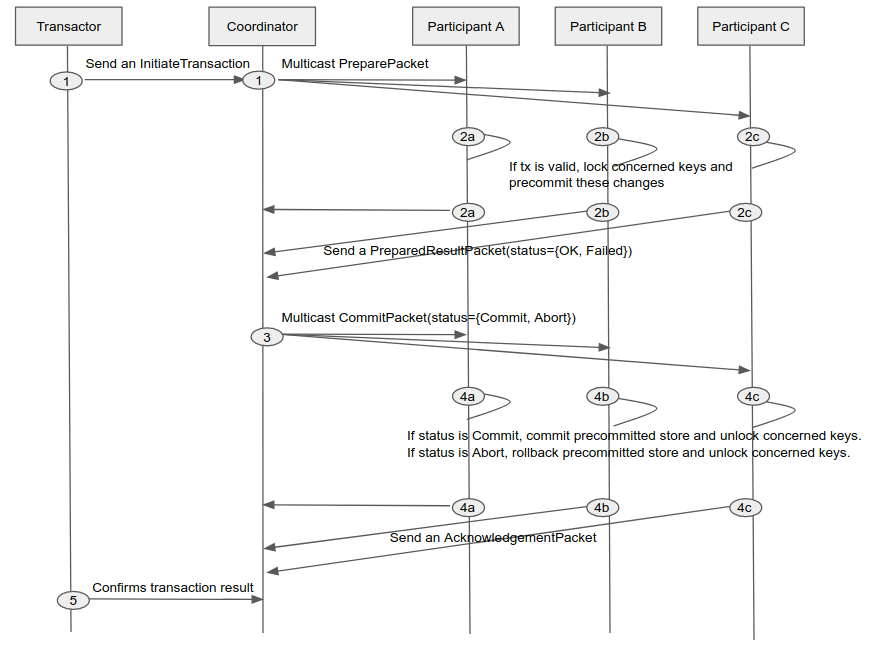 Transactor
Coordinator
Participant A
Participant B
Participant C
Send an InitiateTransaction
Multicast PreparePacket
1
1
2a
2b
2c
If tx is valid, lock concerned keys and
precommit these changes
2a
2b
2c
Send a PreparedResultPacket(status={OK, Failed})
Multicast CommitPacket(status={Commit, Abort})
3
4a
4b
4c
If status is Commit, commit precommitted store and unlock concerned keys.
If status is Abort, rollback precommitted store and unlock concerned keys.
4a
4b
4c
Send an AcknowledgementPacket
Confirms transaction result
5